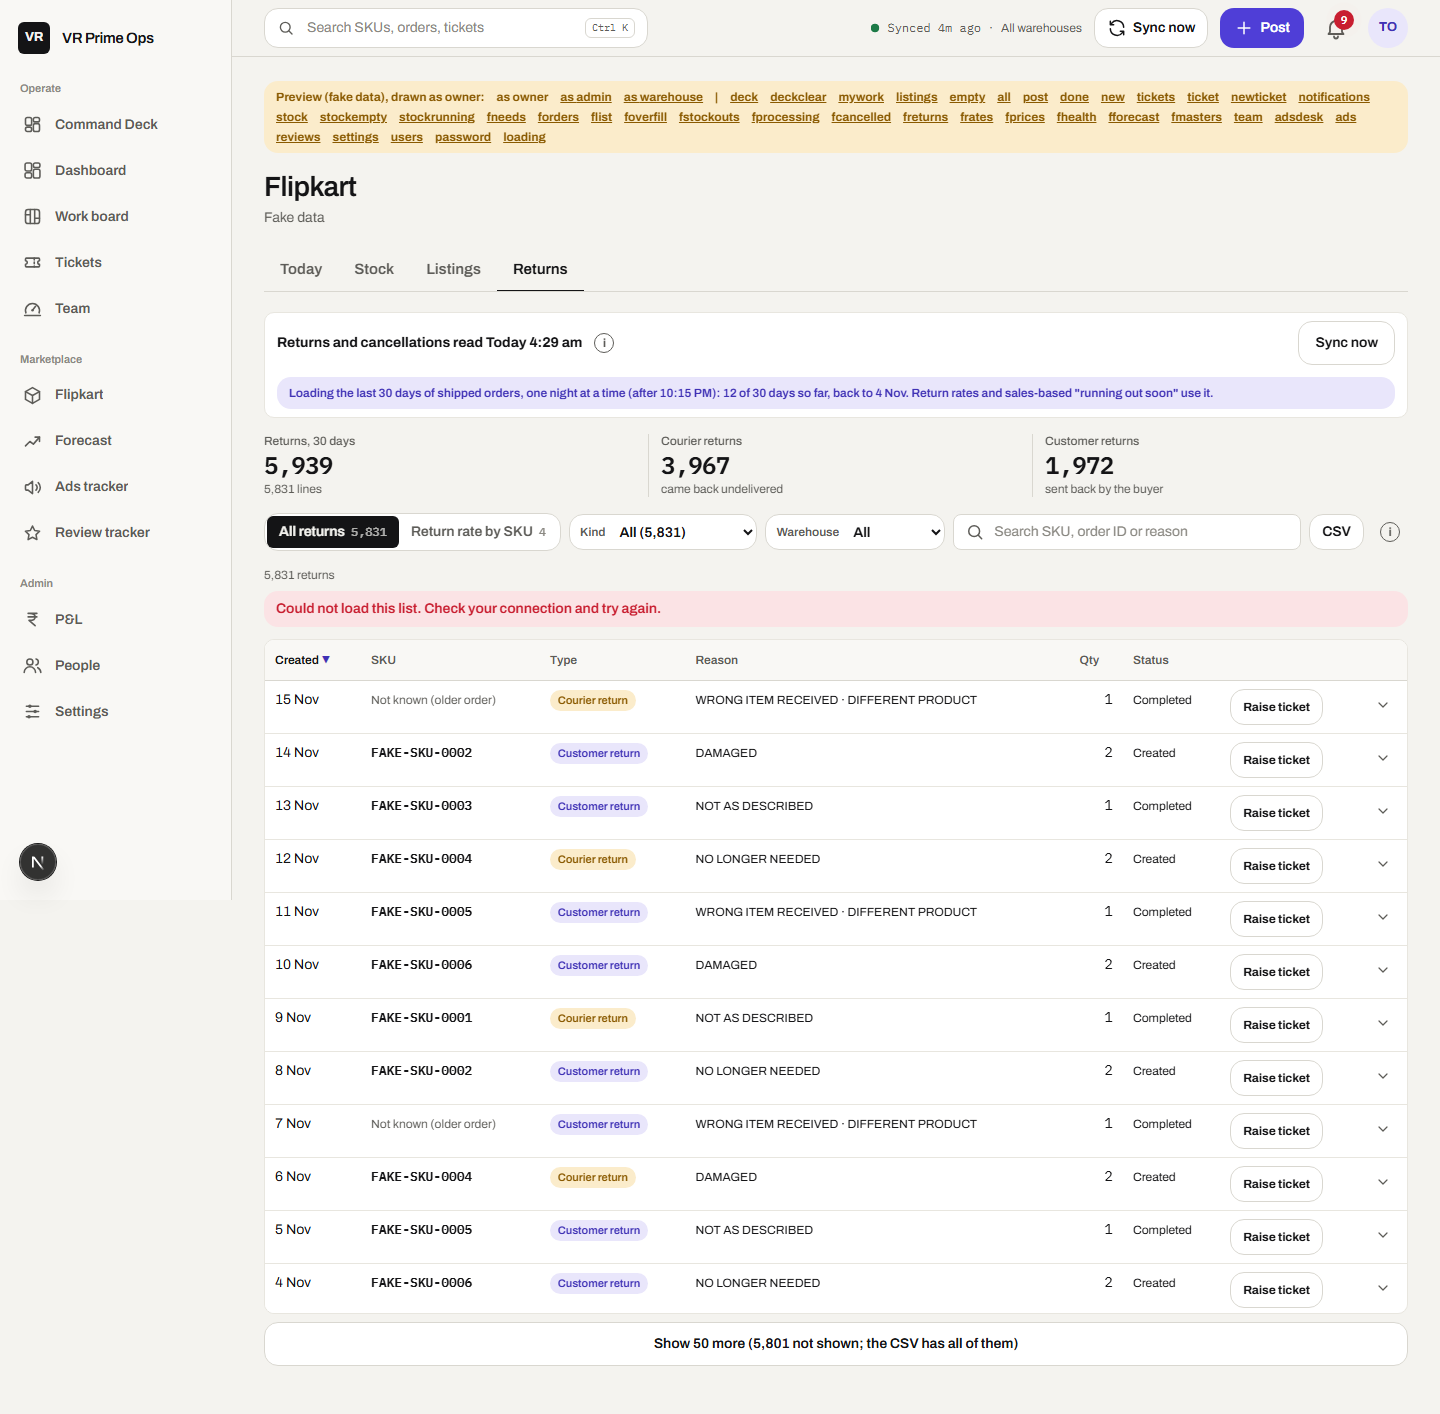 VR VR Prime Ops
Search SKUs, orders, tickets Ctrl K
Synced 4m ago · All warehouses
Sync now
Post
9
TO
Operate
Command Deck
Dashboard
Work board
Tickets
Team
Marketplace
Flipkart
Forecast
Ads tracker
Review tracker
Admin
P&L
People
Settings
N
Preview (fake data), drawn as owner: as owner as admin as warehouse | deck deckclear mywork listings empty all post done new tickets ticket newticket notifications
stock stockempty stockrunning fneeds forders flist foverfill fstockouts fprocessing fcancelled freturns frates fprices fhealth fforecast fmasters team adsdesk ads
reviews settings users password loading
Flipkart
Fake data
Today Stock Listings Returns
Returns and cancellations read Today 4:29 am i
Sync now
Loading the last 30 days of shipped orders, one night at a time (after 10:15 PM): 12 of 30 days so far, back to 4 Nov. Return rates and sales-based "running out soon" use it.
Returns, 30 days
5,939
5,831 lines
Courier returns
3,967
came back undelivered
Customer returns
1,972
sent back by the buyer
All returns 5,831 Return rate by SKU 4 Kind All (5,831) Warehouse All Search SKU, order ID or reason CSV i
5,831 returns
Could not load this list. Check your connection and try again.
Created ▼ SKU Type Reason Qty Status
15 Nov Not known (older order) Courier return WRONG ITEM RECEIVED · DIFFERENT PRODUCT 1 Completed Raise ticket
14 Nov FAKE-SKU-0002 Customer return DAMAGED 2 Created Raise ticket
13 Nov FAKE-SKU-0003 Customer return NOT AS DESCRIBED 1 Completed Raise ticket
12 Nov FAKE-SKU-0004 Courier return NO LONGER NEEDED 2 Created Raise ticket
11 Nov FAKE-SKU-0005 Customer return WRONG ITEM RECEIVED · DIFFERENT PRODUCT 1 Completed Raise ticket
10 Nov FAKE-SKU-0006 Customer return DAMAGED 2 Created Raise ticket
9 Nov FAKE-SKU-0001 Courier return NOT AS DESCRIBED 1 Completed Raise ticket
8 Nov FAKE-SKU-0002 Customer return NO LONGER NEEDED 2 Created Raise ticket
7 Nov Not known (older order) Customer return WRONG ITEM RECEIVED · DIFFERENT PRODUCT 1 Completed Raise ticket
6 Nov FAKE-SKU-0004 Courier return DAMAGED 2 Created Raise ticket
5 Nov FAKE-SKU-0005 Customer return NOT AS DESCRIBED 1 Completed Raise ticket
4 Nov FAKE-SKU-0006 Customer return NO LONGER NEEDED 2 Created Raise ticket
Show 50 more (5,801 not shown; the CSV has all of them)